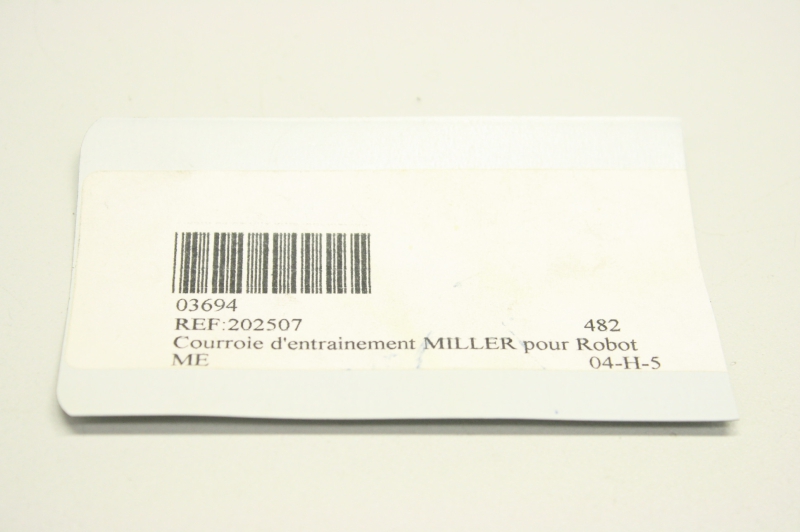 03694
REF:202507 482
Courroie d'entrainement MILLER pour Robot
ME 04-H-5